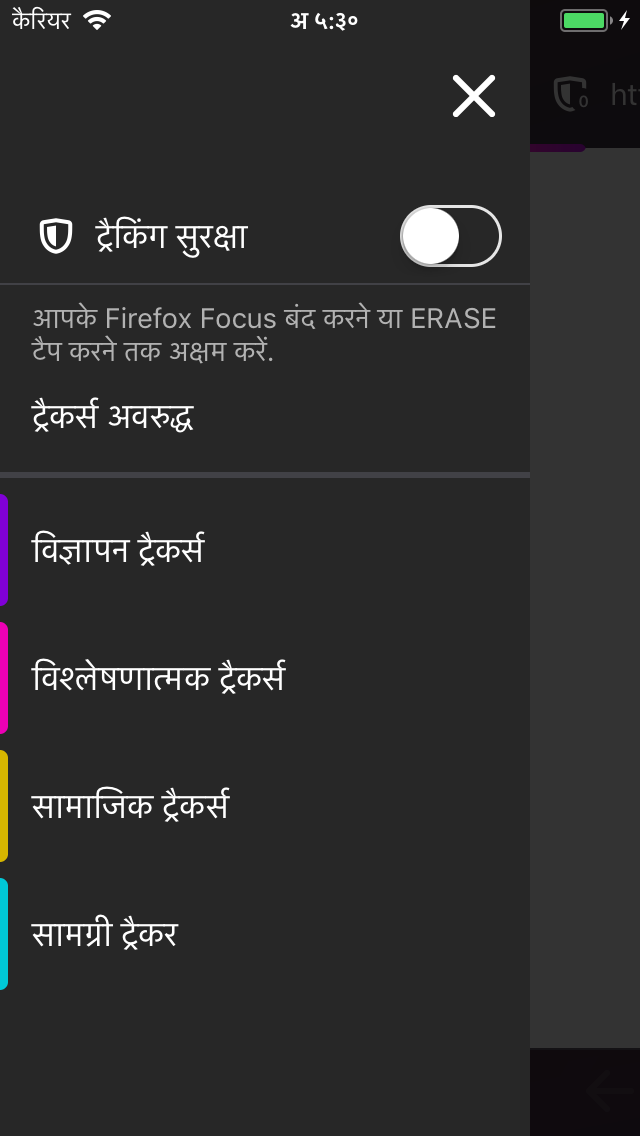 कैरियर
अ ५:३०
0
ट्रैकिंग सुरक्षा
आपके Firefox Focus बंद करने या ERASE
टैप करने तक अक्षम करें.
ट्रैकर्स अवरुद्ध
विज्ञापन ट्रैकर्स
विश्लेषणात्मक ट्रैकर्स
सामाजिक ट्रैकर्स
सामग्री ट्रैकर